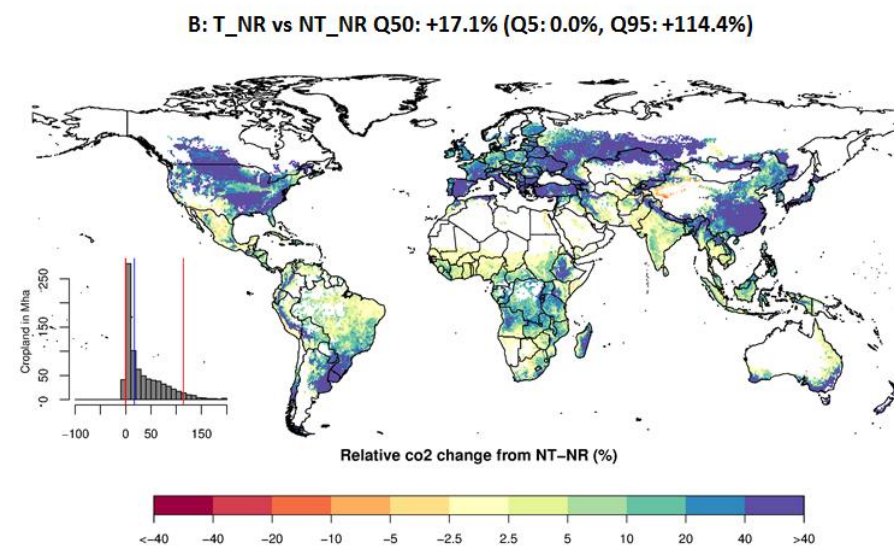 B: T_NR vs NT_NR Q50: +17.1% (Q5: 0.0%, Q95: +114.4%)
Cropland in Mha
250
150
50
0
-100 0 50 150
Relative co2 change from NT−NR (%)
<−40 −40 −20 −10 −5 −2.5 2.5 5 10 20 40 >40